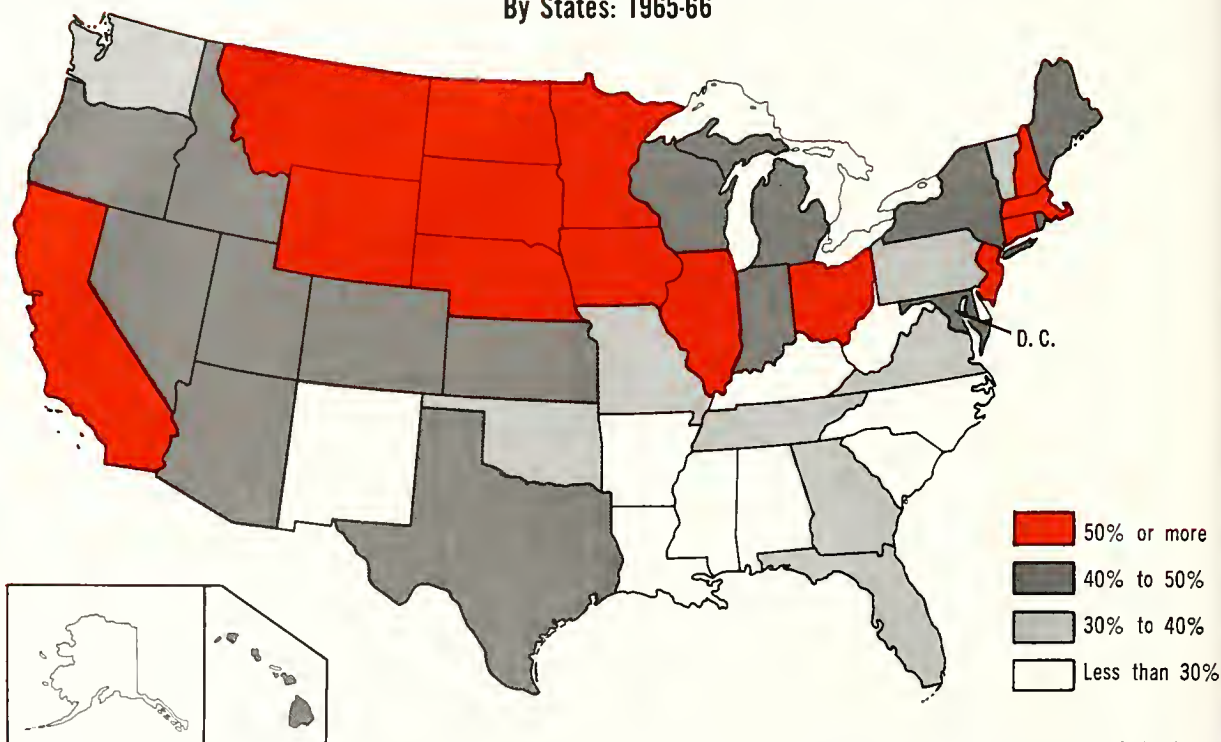 By States: 1965-66
D. C.
50% or more
40% to 50%
30% to 40%
Less than 30%